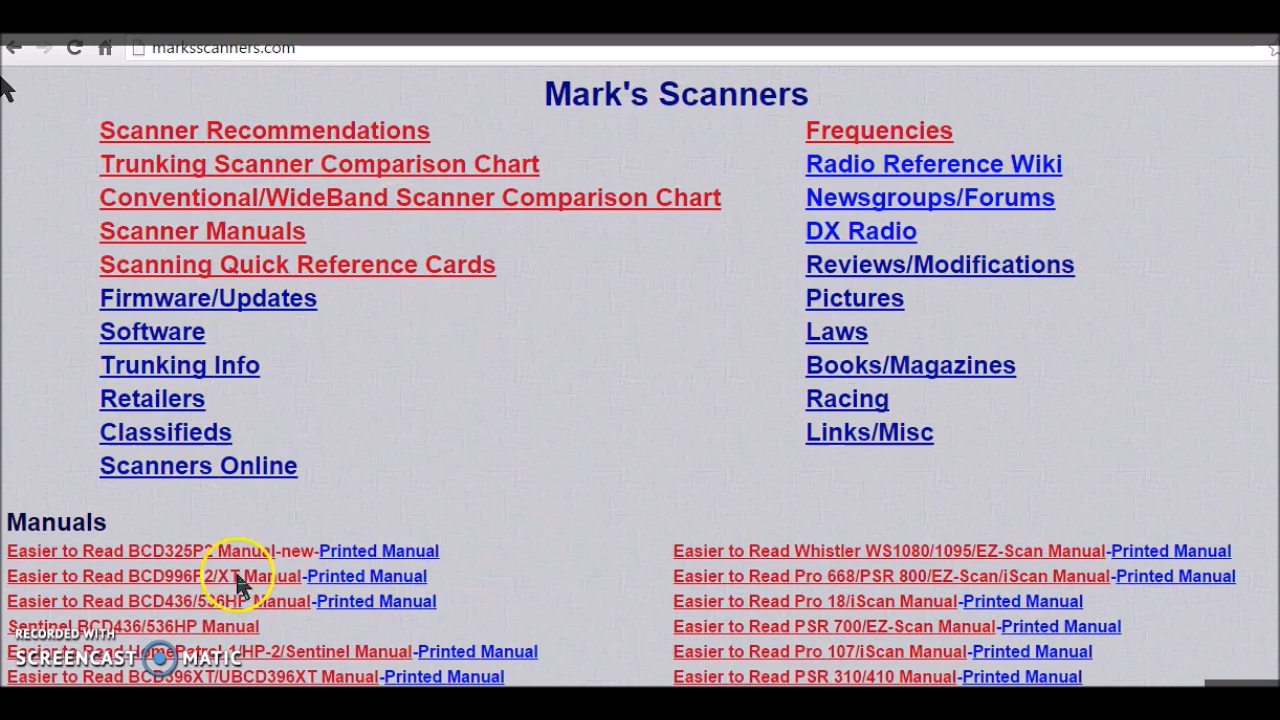 marksscanners.com
Mark's Scanners
Scanner Recommendations
Trunking Scanner Comparison Chart
Conventional/WideBand Scanner Comparison Chart
Scanner Manuals
Scanning Quick Reference Cards
Firmware/Updates
Software
Trunking Info
Retailers
Classifieds
Scanners Online
Frequencies
Radio Reference Wiki
Newsgroups/Forums
DX Radio
Reviews/Modifications
Pictures
Laws
Books/Magazines
Racing
Links/Misc
Manuals
Easier to Read BCD325P2 Manual-new-Printed Manual
Easier to Read BCD996P2/XT Manual-Printed Manual
Easier to Read BCD436/536HP Manual-Printed Manual
Sentinel BCD436/536HP Manual
Easier to Read HomePatrol-1/HP-2/Sentinel Manual-Printed Manual
Easier to Read BCD396XT/UBCD396XT Manual-Printed Manual
Easier to Read Whistler WS1080/1095/EZ-Scan Manual-Printed Manual
Easier to Read Pro 668/PSR 800/EZ-Scan/iScan Manual-Printed Manual
Easier to Read Pro 18/iScan Manual-Printed Manual
Easier to Read PSR 700/EZ-Scan Manual-Printed Manual
Easier to Read Pro 107/iScan Manual-Printed Manual
Easier to Read PSR 310/410 Manual-Printed Manual
RECORDED WITH
SCREENCAST MATIC